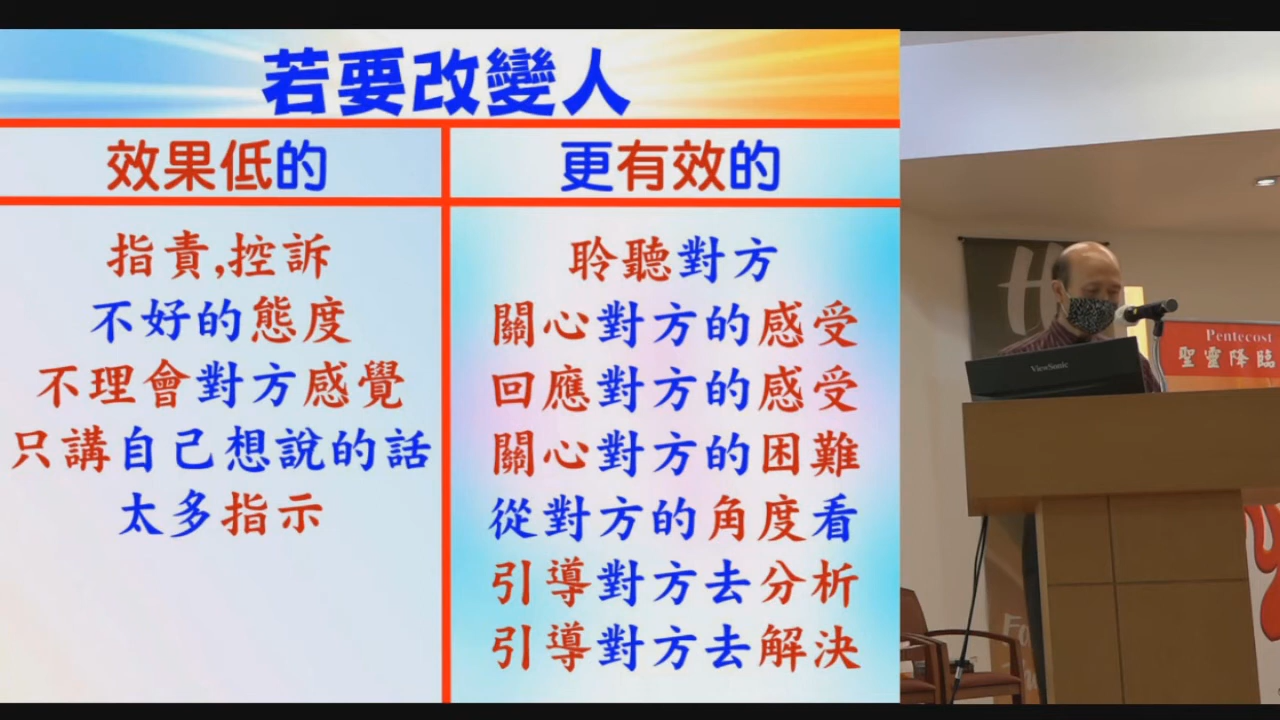 若要改變人
效果低的
指責,控訴
不好的態度
不理會對方感覺
只講自己想說的話
太多指示
更有效的
聆聽對方
關心對方的感受
回應對方的感受
關心對方的困難
從對方的角度看
引導對方去分析
引導對方去解決
ViewSonic
Pentecost
聖靈降臨